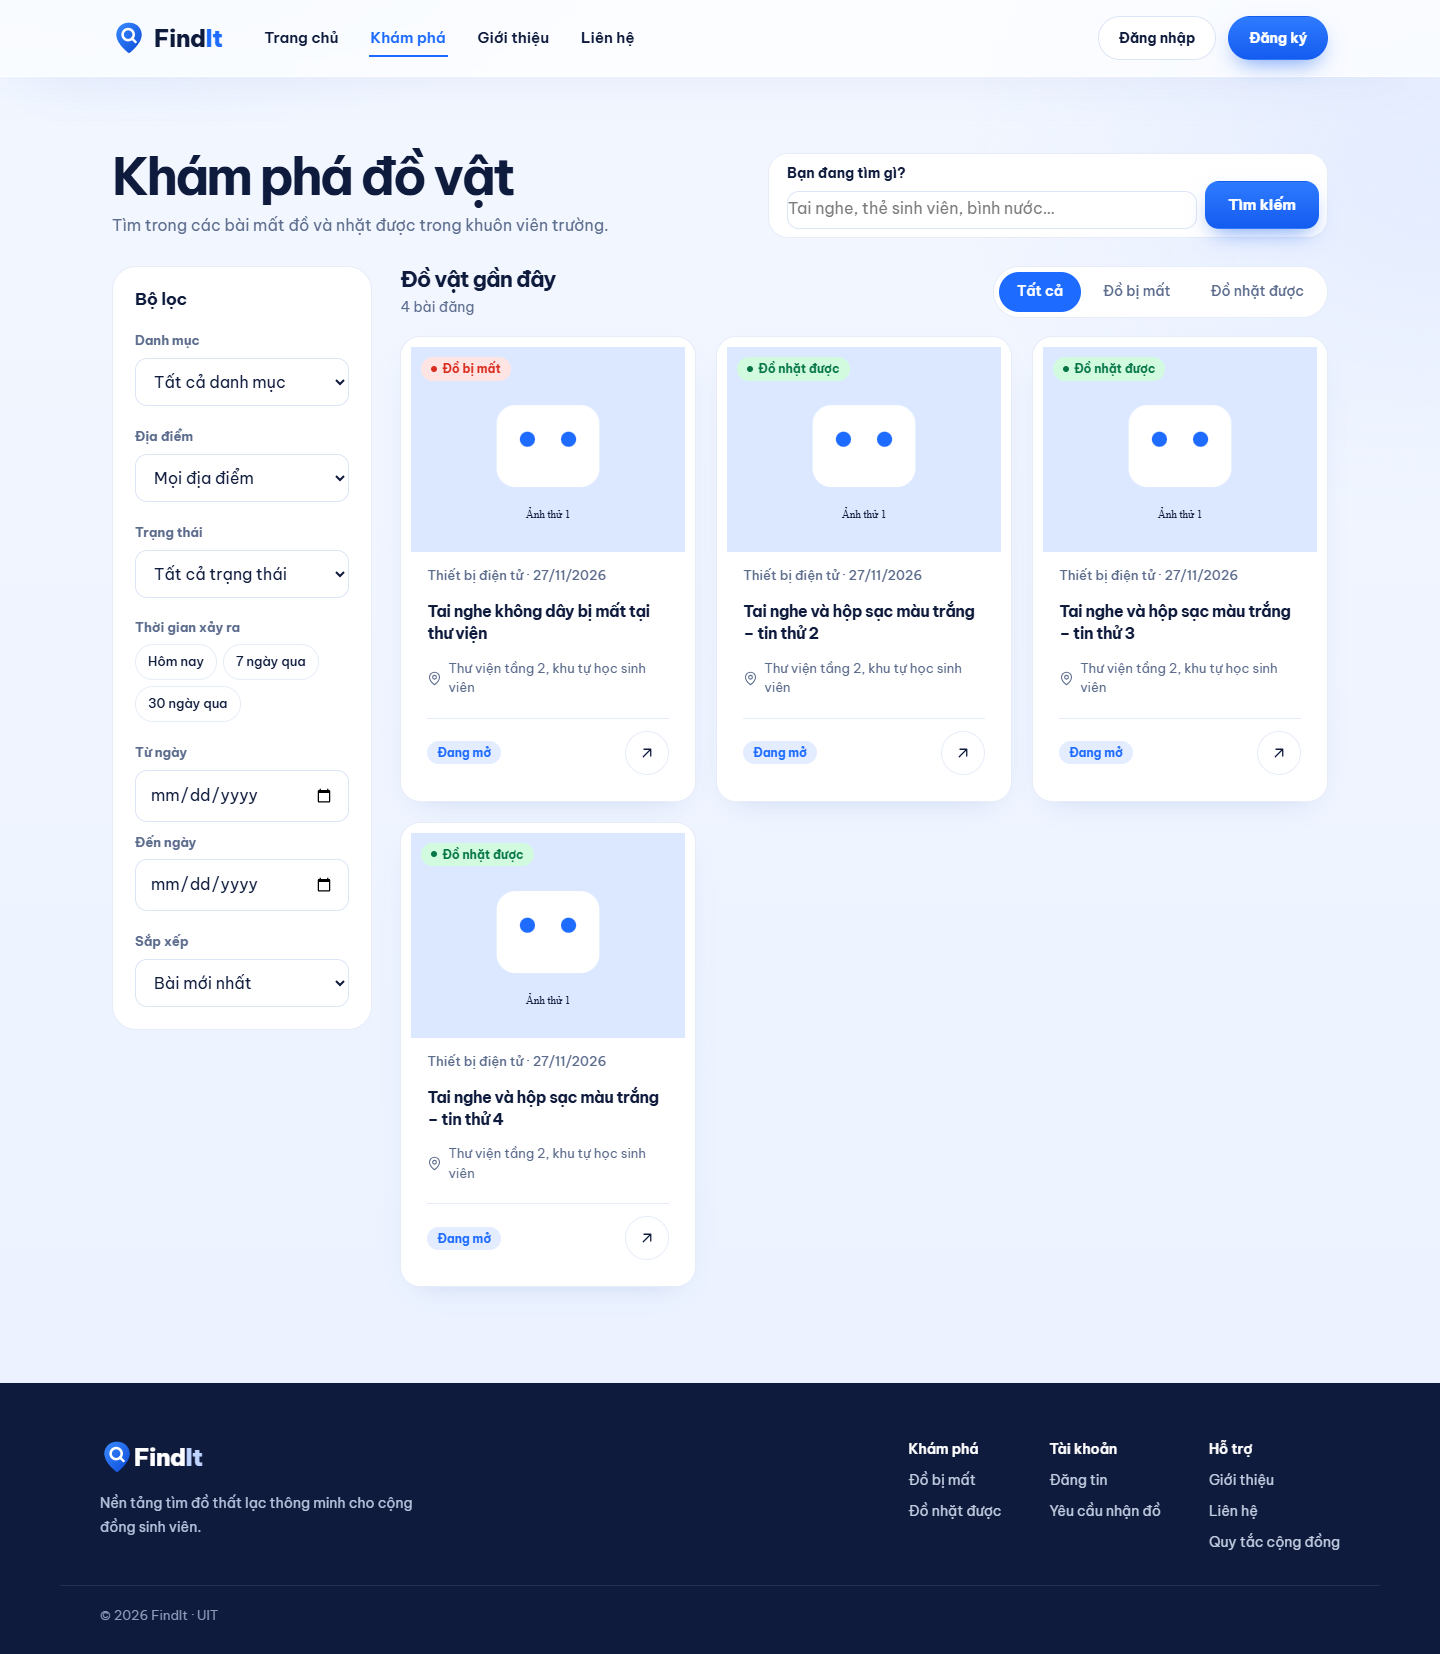 FindIt
Trang chủ
Khám phá
Giới thiệu
Liên hệ
Đăng nhập
Đăng ký
Khám phá đồ vật
Tìm trong các bài mất đồ và nhặt được trong khuôn viên trường.
Bạn đang tìm gì?
Tai nghe, thẻ sinh viên, bình nước...
Tìm kiếm
Bộ lọc
Danh mục
Tất cả danh mục
Địa điểm
Mọi địa điểm
Trạng thái
Tất cả trạng thái
Thời gian xảy ra
Hôm nay
7 ngày qua
30 ngày qua
Từ ngày
mm/dd/yyyy
Đến ngày
mm/dd/yyyy
Sắp xếp
Bài mới nhất
Đồ vật gần đây
4 bài đăng
Tất cả
Đồ bị mất
Đồ nhặt được
Đồ bị mất
Ảnh thử 1
Thiết bị điện tử · 27/11/2026
Tai nghe không dây bị mất tại
thư viện
Thư viện tầng 2, khu tự học sinh
viên
Đang mở
Đồ nhặt được
Ảnh thử 1
Thiết bị điện tử · 27/11/2026
Tai nghe và hộp sạc màu trắng
– tin thử 2
Thư viện tầng 2, khu tự học sinh
viên
Đang mở
Đồ nhặt được
Ảnh thử 1
Thiết bị điện tử · 27/11/2026
Tai nghe và hộp sạc màu trắng
– tin thử 3
Thư viện tầng 2, khu tự học sinh
viên
Đang mở
Đồ nhặt được
Ảnh thử 1
Thiết bị điện tử · 27/11/2026
Tai nghe và hộp sạc màu trắng
– tin thử 4
Thư viện tầng 2, khu tự học sinh
viên
Đang mở
FindIt
Nền tảng tìm đồ thất lạc thông minh cho cộng
đồng sinh viên.
Khám phá
Đồ bị mất
Đồ nhặt được
Tài khoản
Đăng tin
Yêu cầu nhận đồ
Hỗ trợ
Giới thiệu
Liên hệ
Quy tắc cộng đồng
© 2026 FindIt · UIT